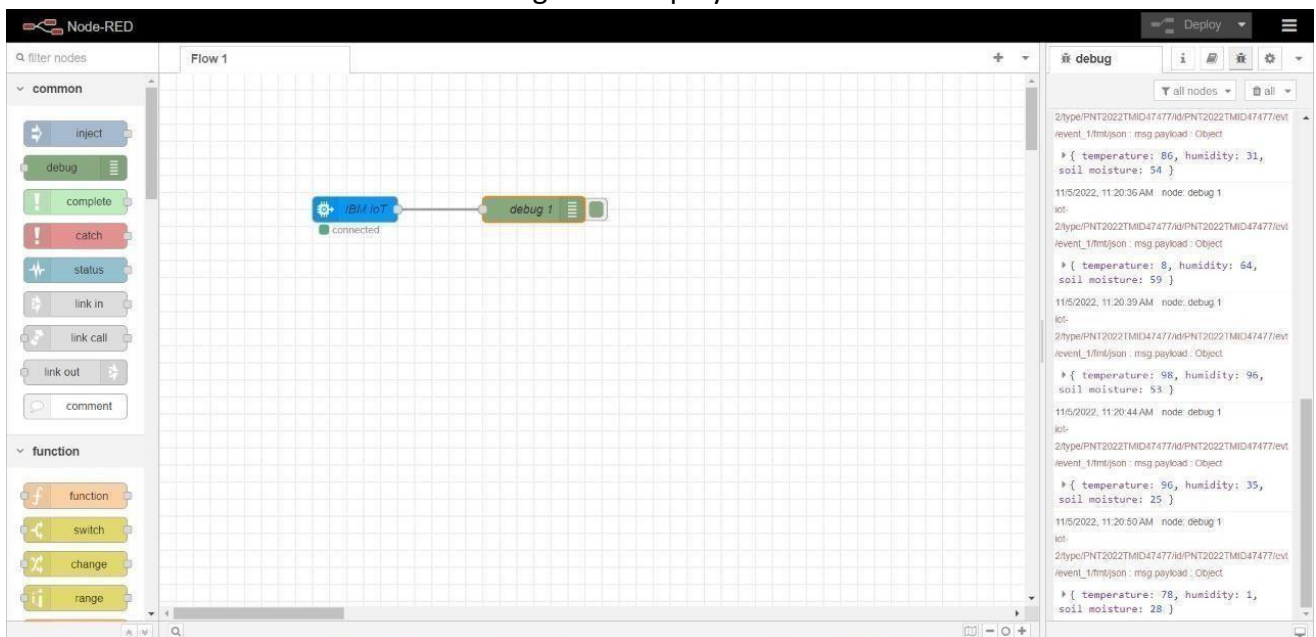 Node-RED
Deploy
filter nodes
Flow 1
debug
i
all nodes
all
common
inject
debug
complete
catch
status
link in
link call
link out
comment
function
function
switch
change
range
IBM IoT
connected
debug 1
2/type/PNT2022TMID47477/id/PNT2022TMID47477/evt
/event_1/fmt/json : msg.payload : Object
{ temperature: 86, humidity: 31,
soil moisture: 54 }
11/5/2022, 11:20:36 AM node: debug 1
iot-
2/type/PNT2022TMID47477/id/PNT2022TMID47477/evt
/event_1/fmt/json : msg.payload : Object
{ temperature: 8, humidity: 64,
soil moisture: 59 }
11/5/2022, 11:20:39 AM node: debug 1
iot-
2/type/PNT2022TMID47477/id/PNT2022TMID47477/evt
/event_1/fmt/json : msg.payload : Object
{ temperature: 98, humidity: 96,
soil moisture: 53 }
11/5/2022, 11:20:44 AM node: debug 1
iot-
2/type/PNT2022TMID47477/id/PNT2022TMID47477/evt
/event_1/fmt/json : msg.payload : Object
{ temperature: 96, humidity: 35,
soil moisture: 25 }
11/5/2022, 11:20:50 AM node: debug 1
iot-
2/type/PNT2022TMID47477/id/PNT2022TMID47477/evt
/event_1/fmt/json : msg.payload : Object
{ temperature: 78, humidity: 1,
soil moisture: 28 }